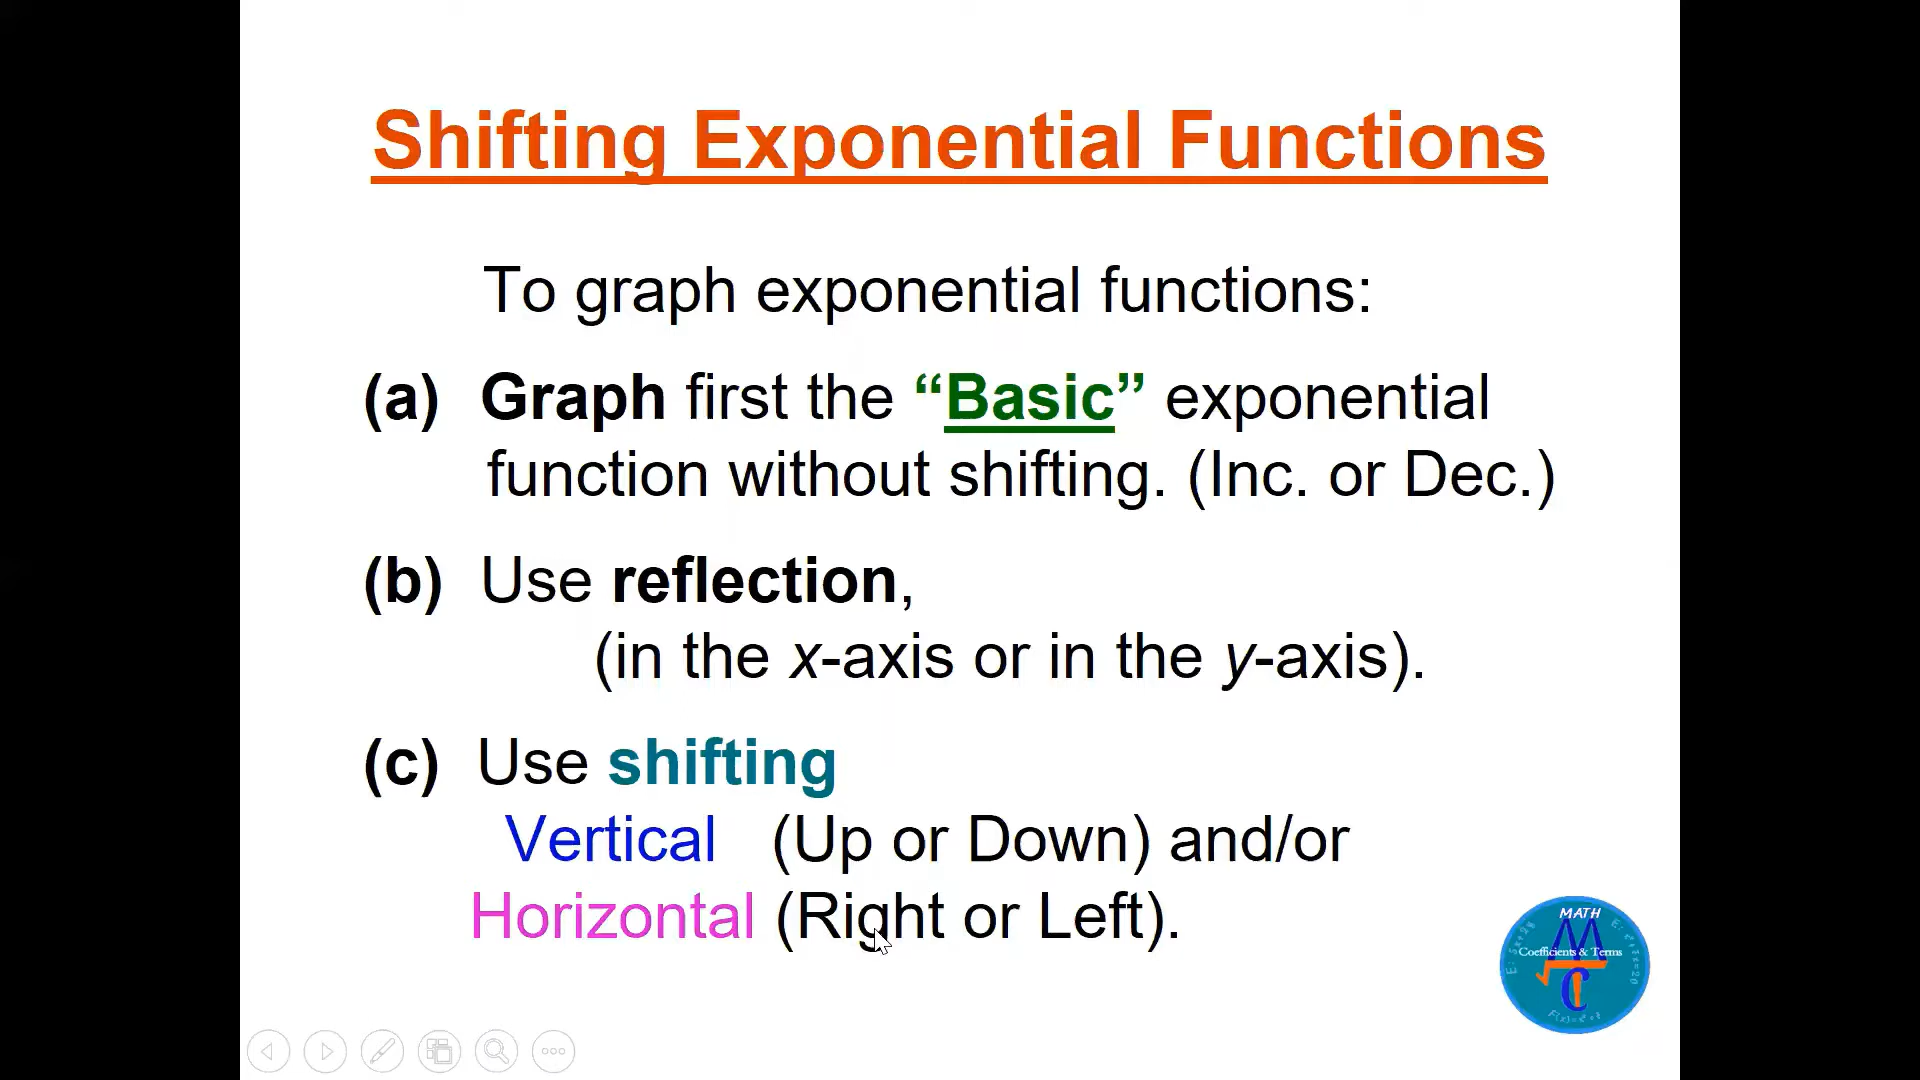 Shifting Exponential Functions
To graph exponential functions:
(a) Graph first the “Basic” exponential
function without shifting. (Inc. or Dec.)
(b) Use reflection,
(in the x-axis or in the y-axis).
(c) Use shifting
Vertical (Up or Down) and/or
Horizontal (Right or Left).
MATH
Coefficients & Terms